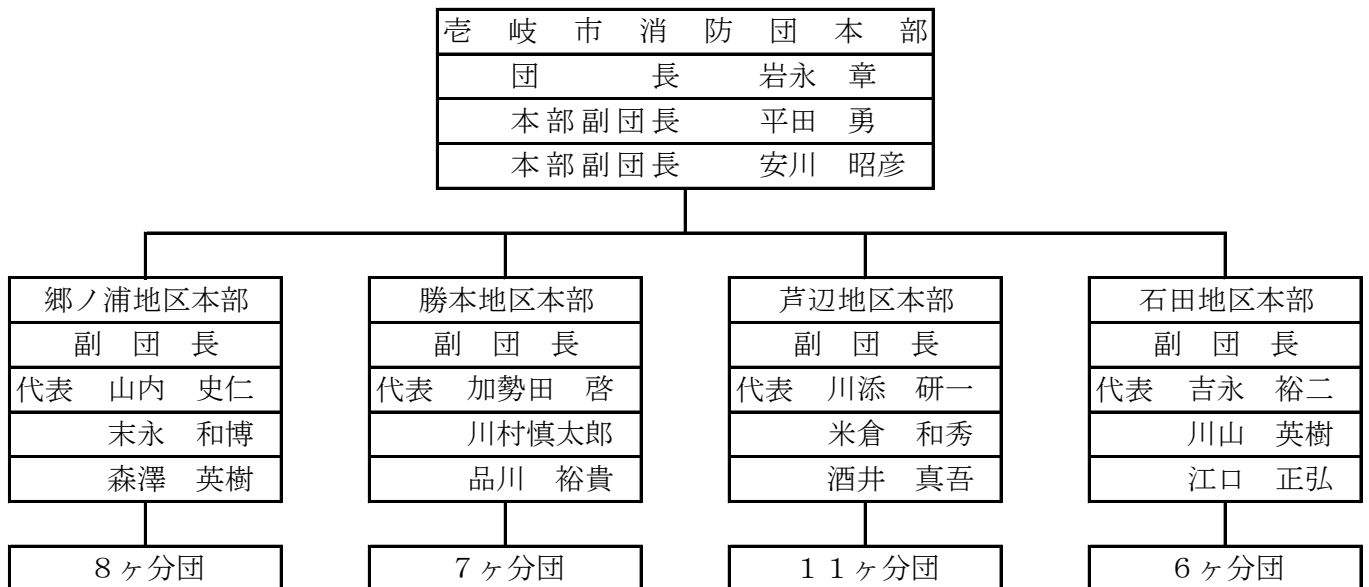 壱岐市消防団本部
団長　岩永　章
本部副団長　平田　勇
本部副団長　安川　昭彦
郷ノ浦地区本部
副団長
代表　山内　史仁
末永　和博
森澤　英樹
8ヶ分団
勝本地区本部
副団長
代表　加勢田　啓
川村慎太郎
品川　裕貴
7ヶ分団
芦辺地区本部
副団長
代表　川添　研一
米倉　和秀
酒井　真吾
11ヶ分団
石田地区本部
副団長
代表　吉永　裕二
川山　英樹
江口　正弘
6ヶ分団